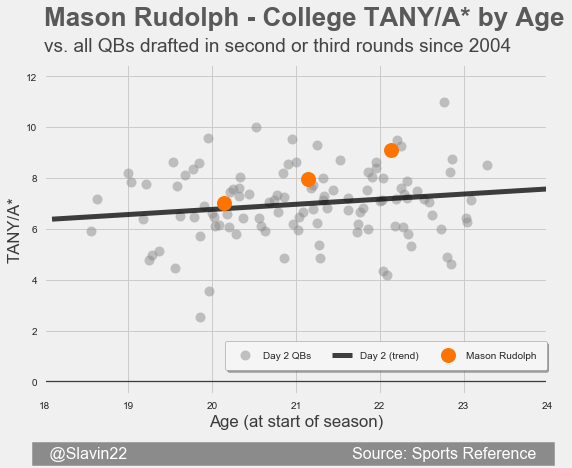 Mason Rudolph - College TANY/A* by Age
vs. all QBs drafted in second or third rounds since 2004
12
10
8
6
4
2
0
TANY/A*
Day 2 QBs
Day 2 (trend)
Mason Rudolph
18 19 20 21 22 23 24
Age (at start of season)
@Slavin22 Source: Sports Reference